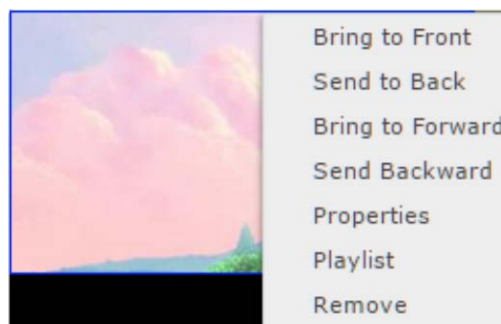 Bring to Front
Send to Back
Bring to Forward
Send Backward
Properties
Playlist
Remove